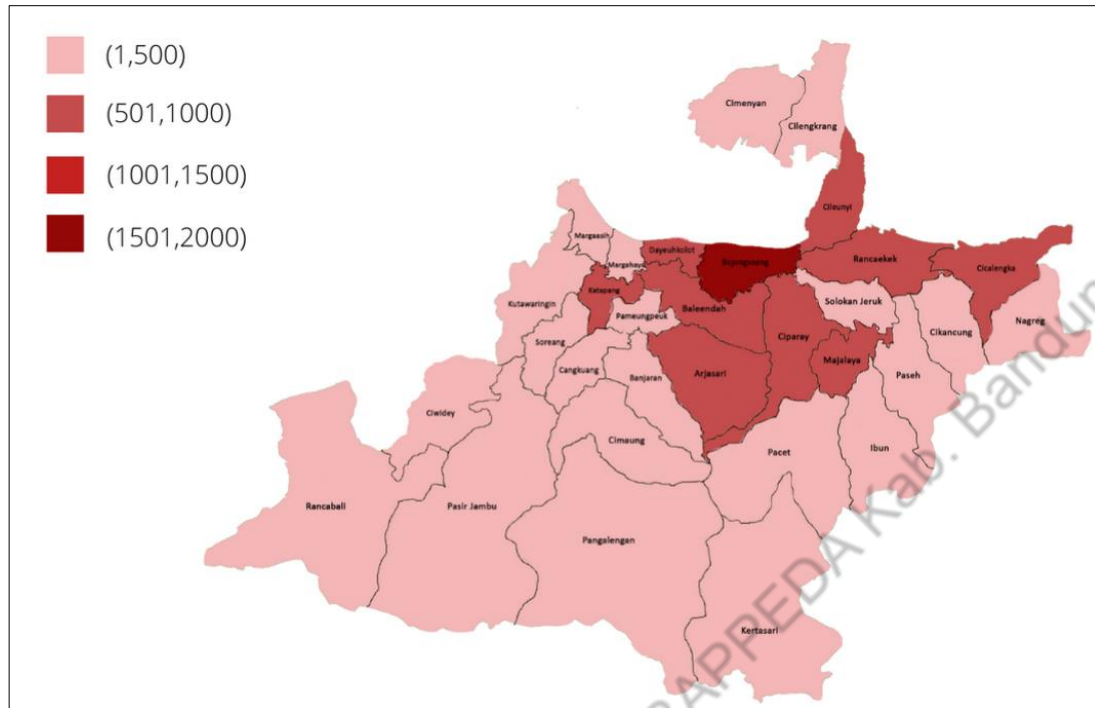 (1,500)
(501,1000)
(1001,1500)
(1501,2000)
Cimenyan
Cilengkrang
Cileunyi
Margaasih
Margahayu
Dayeuhkolot
Bojongsoang
Rancaekek
Cicalengka
Ketapang
Kutawaringin
Baleendah
Solokan Jeruk
Pameungpeuk
Ciparay
Cikancung
Nagreg
Soreang
Cangkuang
Banjaran
Arjasari
Majalaya
Paseh
Ciwidey
Cimaung
Pacet
Ibun
Rancabali
Pasir Jambu
Pangalengan
Kertasari
BAPPEDA Kab. Bandun